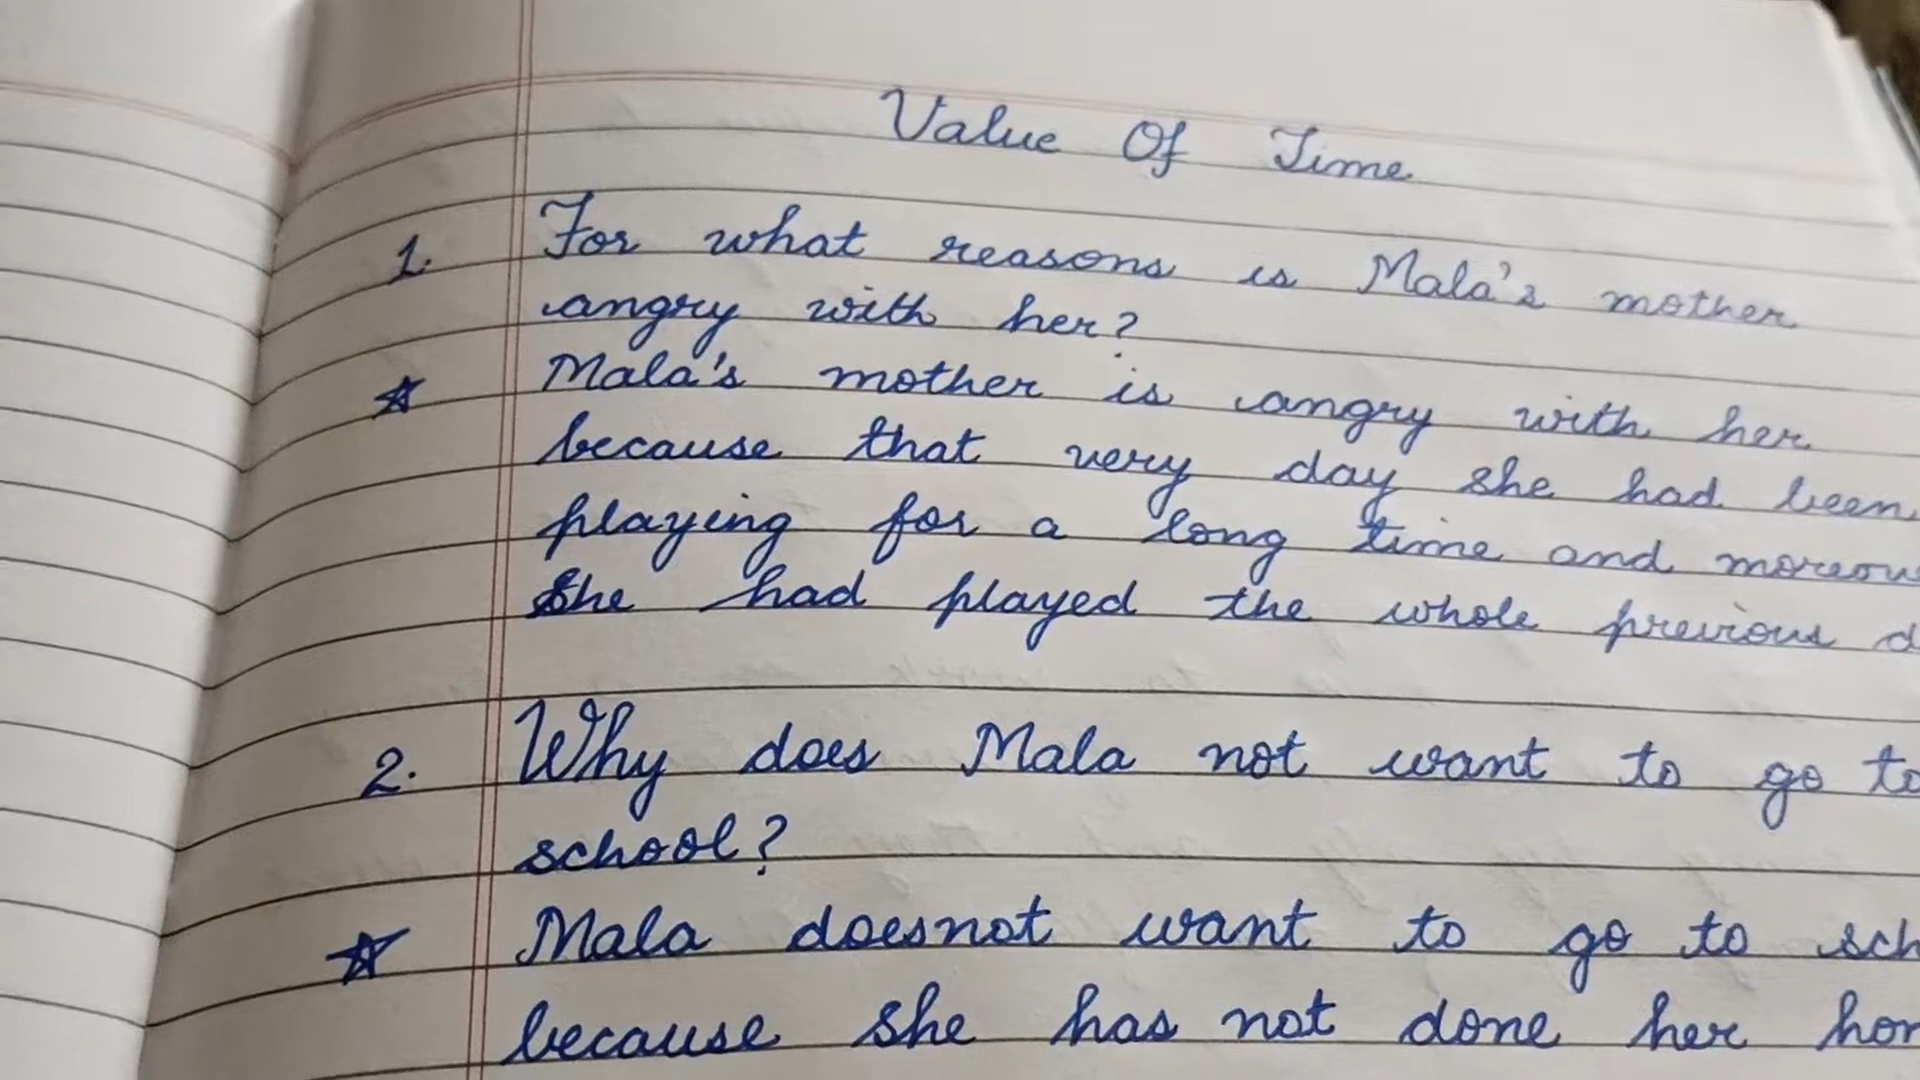 Value Of Time
1. For what reasons is Mala's mother
angry with her?
☆ Mala's mother is angry with her
because that very day she had been
playing for a long time and
She had played the whole previous
2. Why does Mala not want to go to
school?
☆ Mala doesnot want to go to
because she has not done her